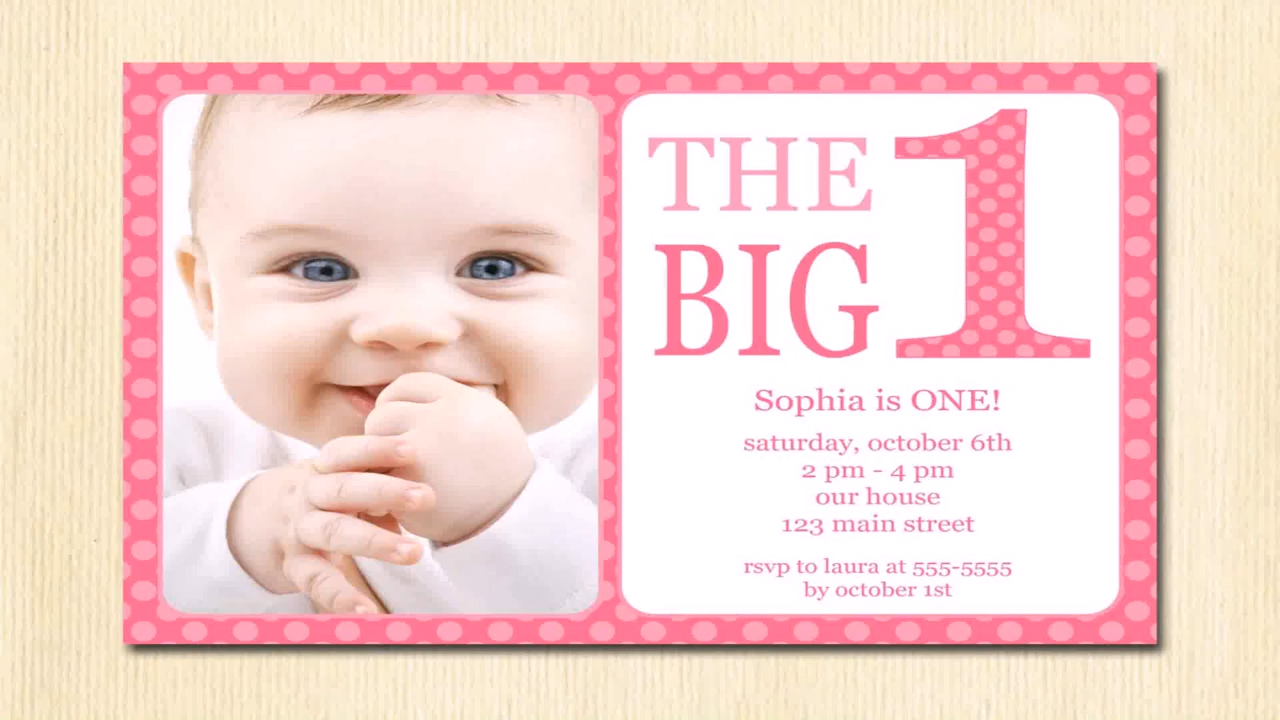 THE
BIG 1
Sophia is ONE!
saturday, october 6th
2 pm - 4 pm
our house
123 main street
rsvp to laura at 555-5555
by october 1st